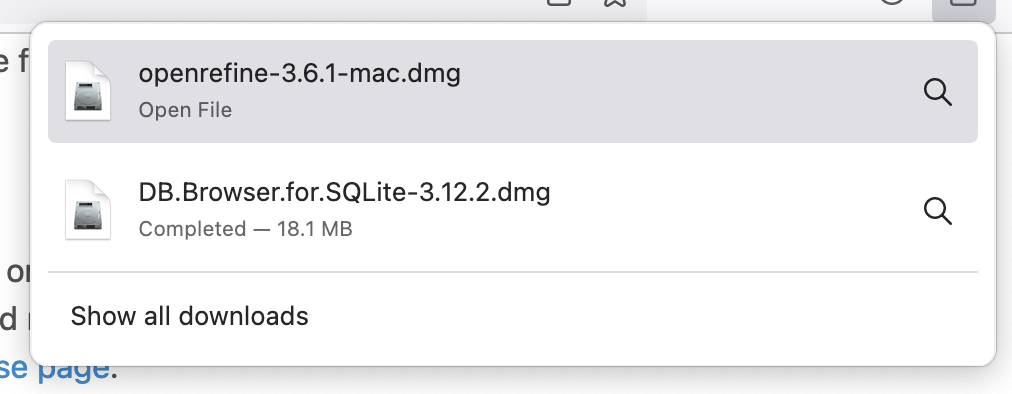 openrefine-3.6.1-mac.dmg
Open File
DB.Browser.for.SQLite-3.12.2.dmg
Completed — 18.1 MB
Show all downloads
page.